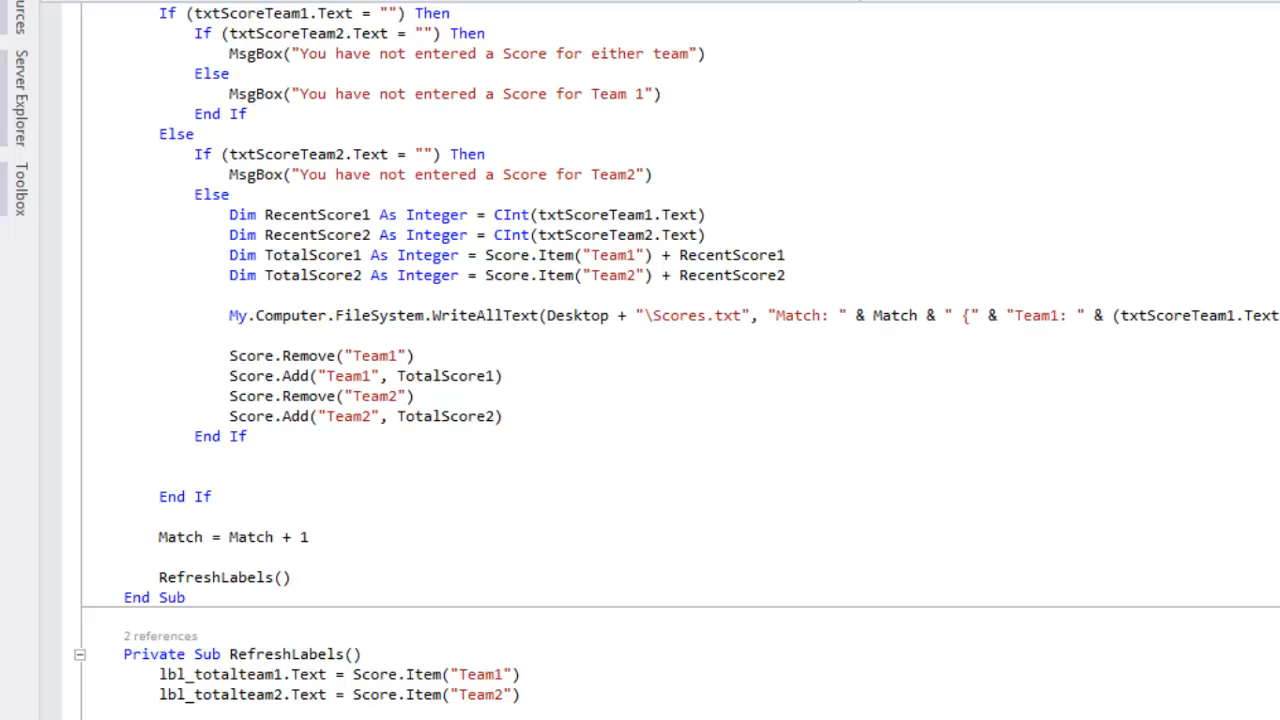 urces
Server Explorer
Toolbox
If (txtScoreTeam1.Text = "") Then
If (txtScoreTeam2.Text = "") Then
MsgBox("You have not entered a Score for either team")
Else
MsgBox("You have not entered a Score for Team 1")
End If
Else
If (txtScoreTeam2.Text = "") Then
MsgBox("You have not entered a Score for Team2")
Else
Dim RecentScore1 As Integer = CInt(txtScoreTeam1.Text)
Dim RecentScore2 As Integer = CInt(txtScoreTeam2.Text)
Dim TotalScore1 As Integer = Score.Item("Team1") + RecentScore1
Dim TotalScore2 As Integer = Score.Item("Team2") + RecentScore2
My.Computer.FileSystem.WriteAllText(Desktop + "\Scores.txt", "Match: " & Match & " {" & "Team1: " & (txtScoreTeam1.Text
Score.Remove("Team1")
Score.Add("Team1", TotalScore1)
Score.Remove("Team2")
Score.Add("Team2", TotalScore2)
End If
End If
Match = Match + 1
RefreshLabels()
End Sub
2 references
Private Sub RefreshLabels()
lbl_totalteam1.Text = Score.Item("Team1")
lbl_totalteam2.Text = Score.Item("Team2")